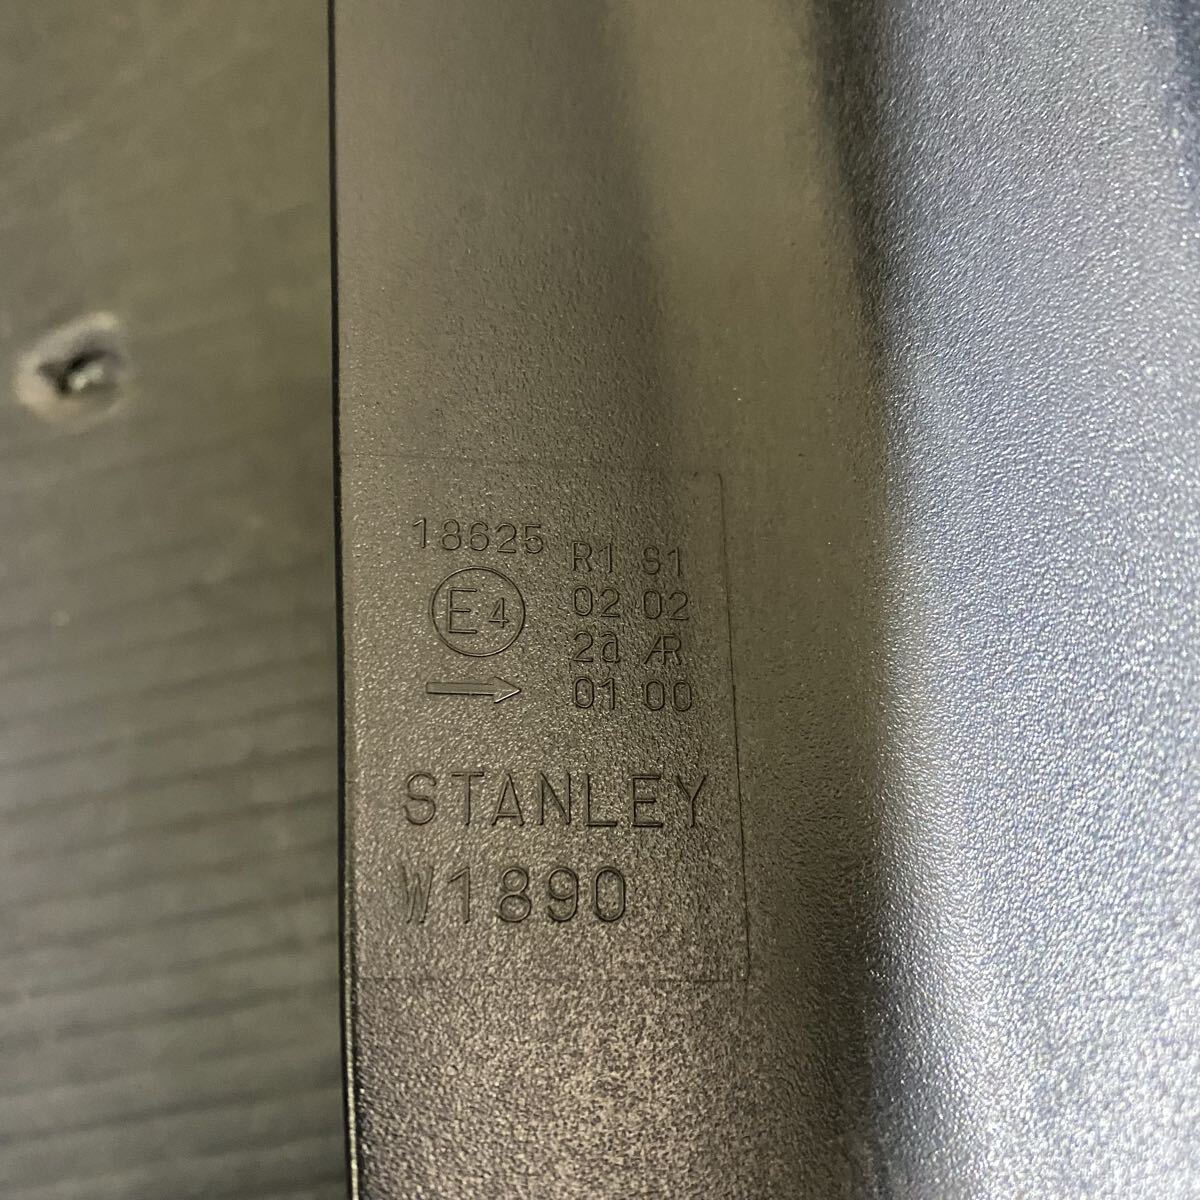 18625
R1 S1
E4
02 02
2a AR
→
01 00
STANLEY
W1890